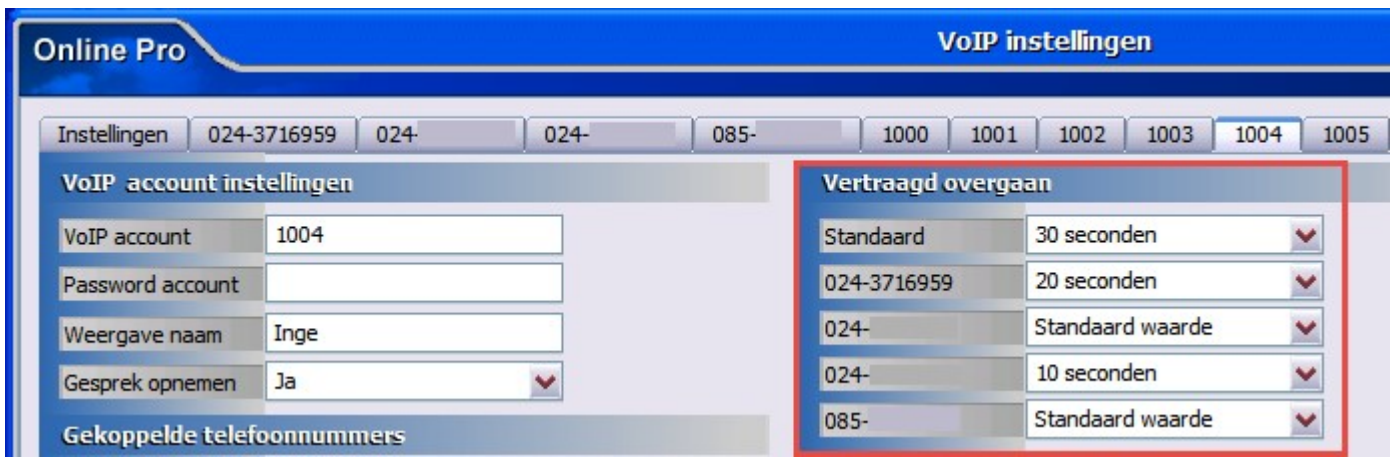 Online Pro
VoIP instellingen
Instellingen 024-3716959 024- 024- 085- 1000 1001 1002 1003 1004 1005
VoIP account instellingen
VoIP account 1004
Password account
Weergave naam Inge
Gesprek opnemen Ja
Gekoppelde telefoonnummers
Vertraagd overgaan
Standaard 30 seconden
024-3716959 20 seconden
024- Standaard waarde
024- 10 seconden
085- Standaard waarde